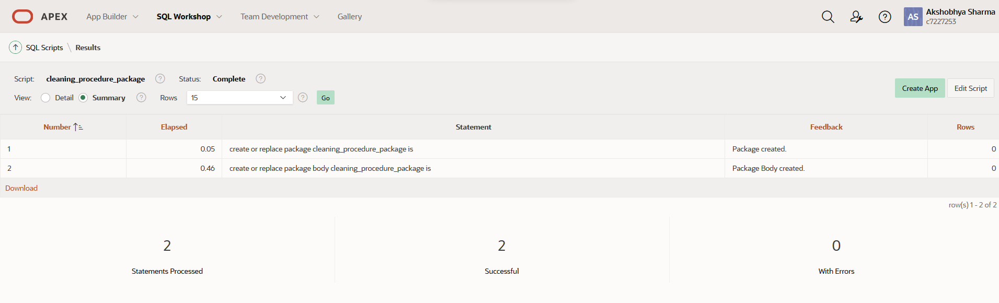 APEX App Builder SQL Workshop Team Development Gallery ? AS Akshobhya Sharma
c7227253
SQL Scripts \ Results
Script: cleaning_procedure_package ? Status: Complete ?
View: Detail Summary ? Rows 15 ? Go
Create App Edit Script
Number Elapsed Statement Feedback Rows
1 0.05 create or replace package cleaning_procedure_package is Package created. 0
2 0.46 create or replace package body cleaning_procedure_package is Package Body created. 0
Download
row(s) 1 - 2 of 2
2 2 0
Statements Processed Successful With Errors